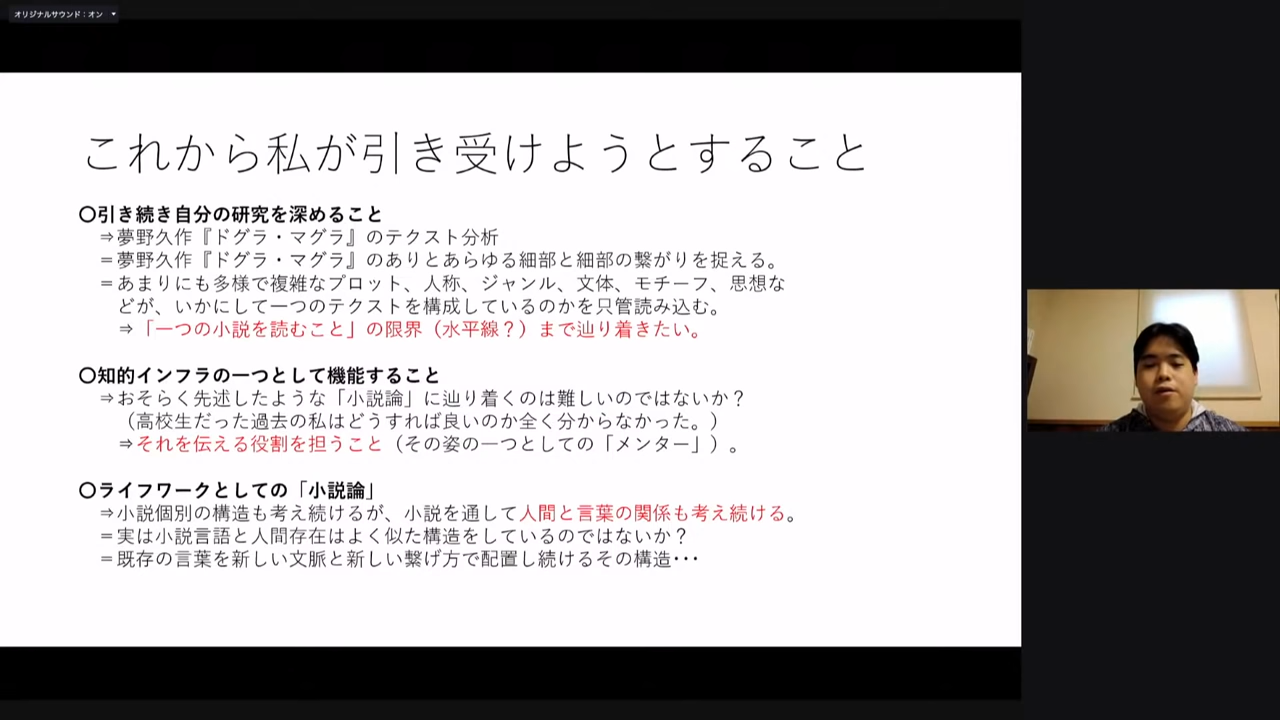 オリジナルサウンド：オン
これから私が引き受けようとすること
〇引き続き自分の研究を深めること
⇒夢野久作『ドグラ・マグラ』のテクスト分析
＝夢野久作『ドグラ・マグラ』のありとあらゆる細部と細部の繋がりを捉える。
＝あまりにも多様で複雑なプロット、人称、ジャンル、文体、モチーフ、思想な
どが、いかにして一つのテクストを構成しているのかを只管読み込む。
⇒「一つの小説を読むこと」の限界（水平線？）まで辿り着きたい。
〇知的インフラの一つとして機能すること
⇒おそらく先述したような「小説論」に辿り着くのは難しいのではないか？
（高校生だった過去の私はどうすれば良いのか全く分からなかった。）
⇒それを伝える役割を担うこと（その姿の一つとしての「メンター」）。
〇ライフワークとしての「小説論」
⇒小説個別の構造も考え続けるが、小説を通して人間と言葉の関係も考え続ける。
＝実は小説言語と人間存在はよく似た構造をしているのではないか？
＝既存の言葉を新しい文脈と新しい繋げ方で配置し続けるその構造･･･